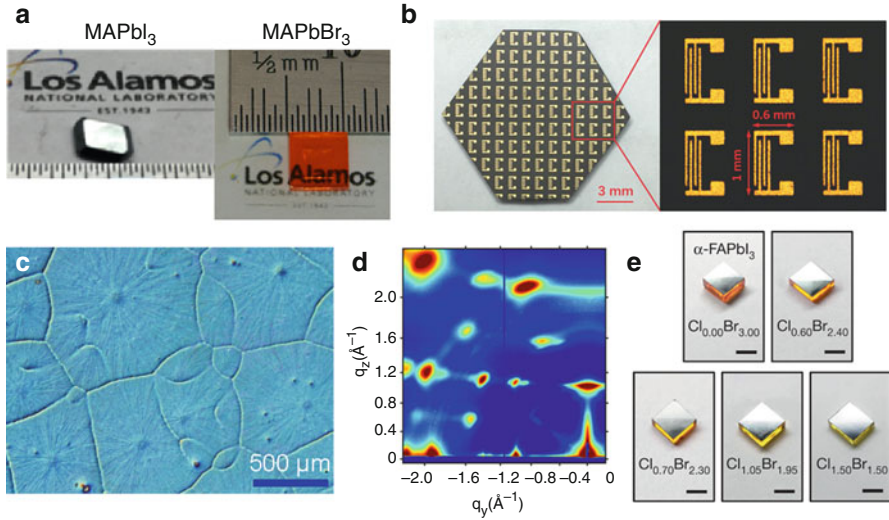 a
MAPbI3
MAPbBr3
Los Alamos
NATIONAL LABORATORY
EST. 1943
1/2 mm
10
Los Alamos
NATIONAL LABORATORY
EST. 1943
b
3 mm
0.6 mm
1 mm
c
500 µm
d
qz(Å⁻¹)
2.0
1.6
1.2
0.8
0.4
0
−2.0
−1.6
−1.2
−0.8
−0.4
0
qy(Å⁻¹)
e
α-FAPbI3
Cl0.00Br3.00
Cl0.60Br2.40
Cl0.70Br2.30
Cl1.05Br1.95
Cl1.50Br1.50